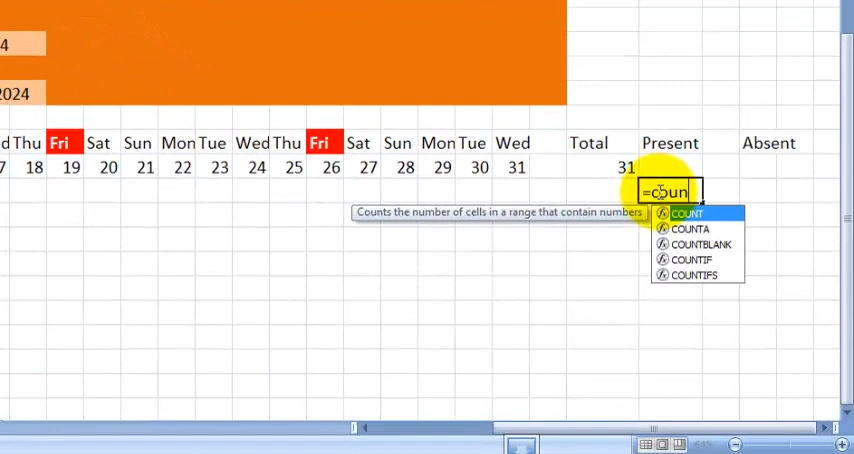 4
2024
d Thu Fri Sat Sun Mon Tue Wed Thu Fri Sat Sun Mon Tue Wed Total Present Absent
7 18 19 20 21 22 23 24 25 26 27 28 29 30 31 31
=coun
Counts the number of cells in a range that contain numbers
COUNT
COUNTA
COUNTBLANK
COUNTIF
COUNTIFS